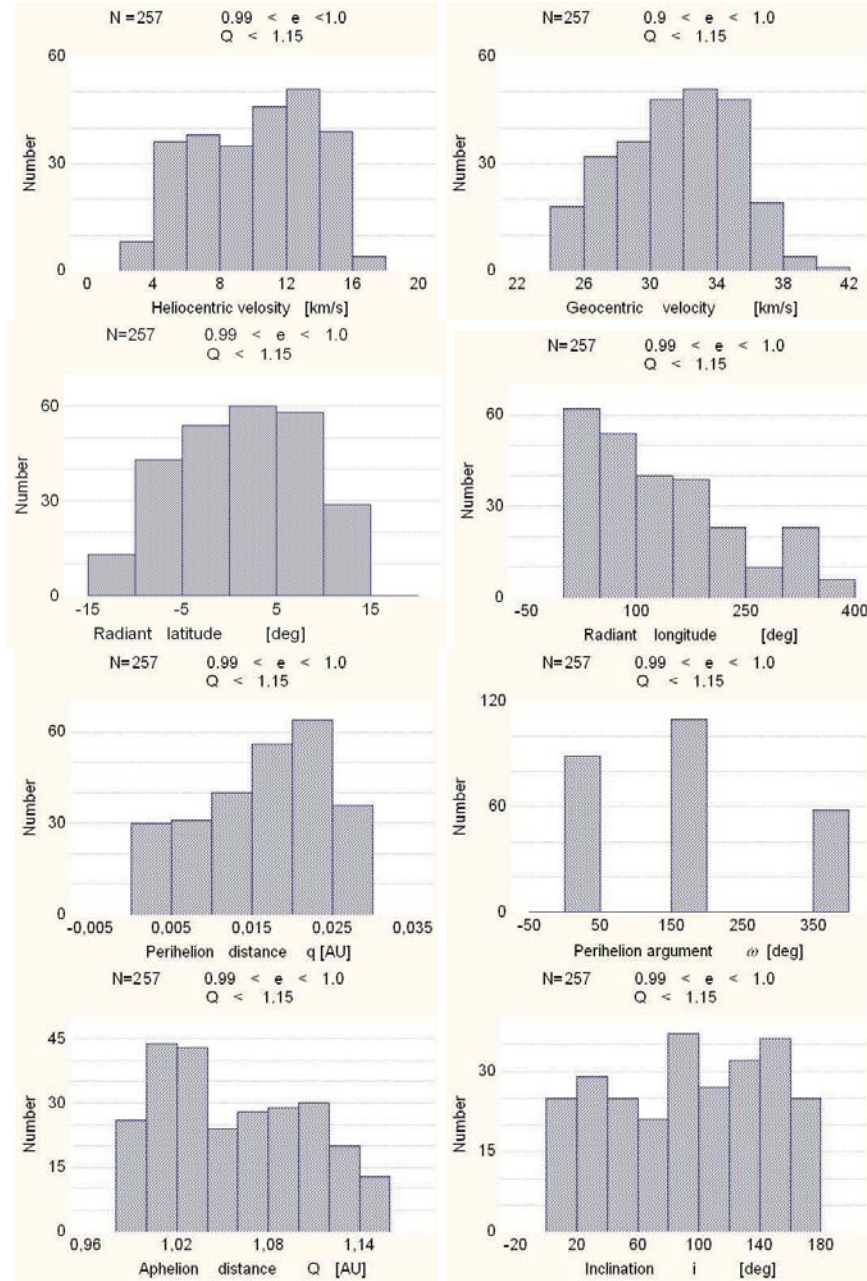 N =257 0.99 < e <1.0
Q < 1.15
60
30
0
Number
0 4 8 12 16 20
Heliocentric velosity [km/s]
N=257 0.9 < e < 1.0
Q < 1.15
60
30
0
Number
22 26 30 34 38 42
Geocentric velocity [km/s]
N=257 0.99 < e < 1.0
Q < 1.15
60
30
0
Number
-15 -5 5 15
Radiant latitude [deg]
N=257 0.99 < e < 1.0
Q < 1.15
60
45
30
15
0
Number
-50 100 250 400
Radiant longitude [deg]
N=257 0.99 < e < 1.0
Q < 1.15
60
30
0
Number
-0,005 0,005 0,015 0,025 0,035
Perihelion distance q [AU]
N=257 0.99 < e < 1.0
Q < 1.15
120
60
0
Number
-50 50 150 250 350
Perihelion argument ω [deg]
N=257 0.99 < e < 1.0
Q < 1.15
45
30
15
0
Number
0,96 1,02 1,08 1,14
Aphelion distance Q [AU]
N=257 0.99 < e < 1.0
Q < 1.15
30
15
0
Number
-20 20 60 100 140 180
Inclination i [deg]